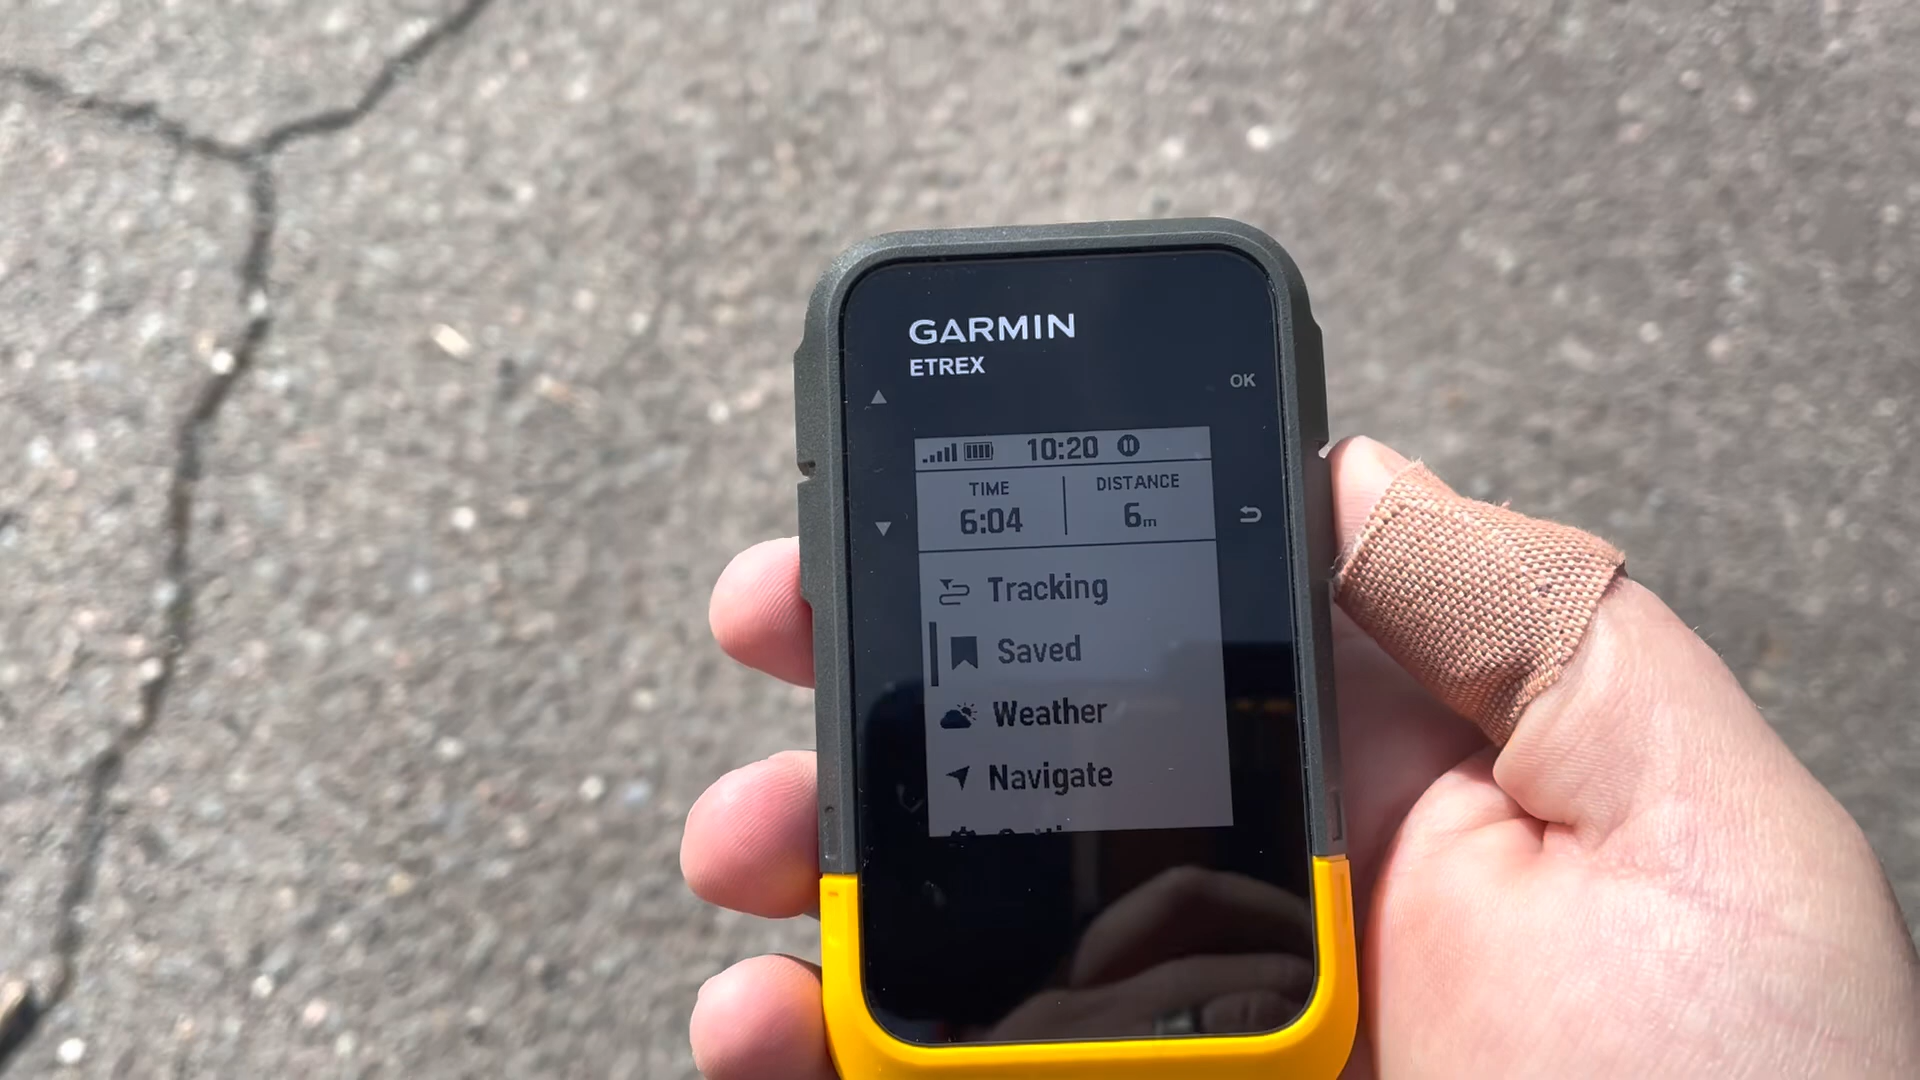 GARMIN
ETREX
OK
10:20
TIME
DISTANCE
6:04
6m
Tracking
Saved
Weather
Navigate